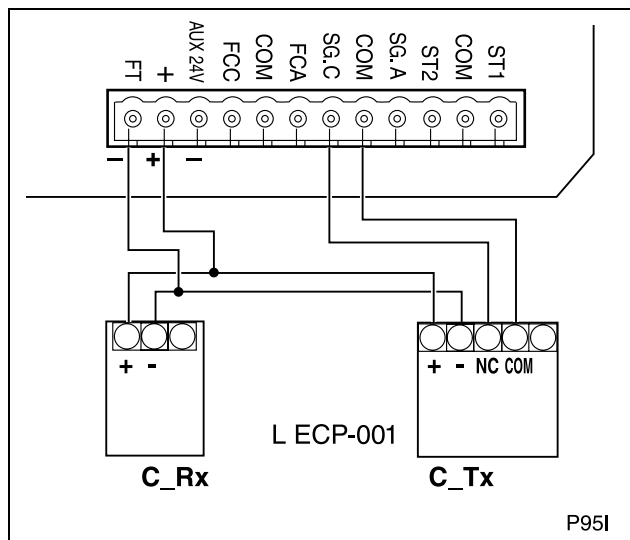 FT + AUX 24V FCC COM FCA SG.C COM SG. A ST2 COM ST1
− + −
+ - + - NC COM
L ECP-001
C_Rx C_Tx
P95I